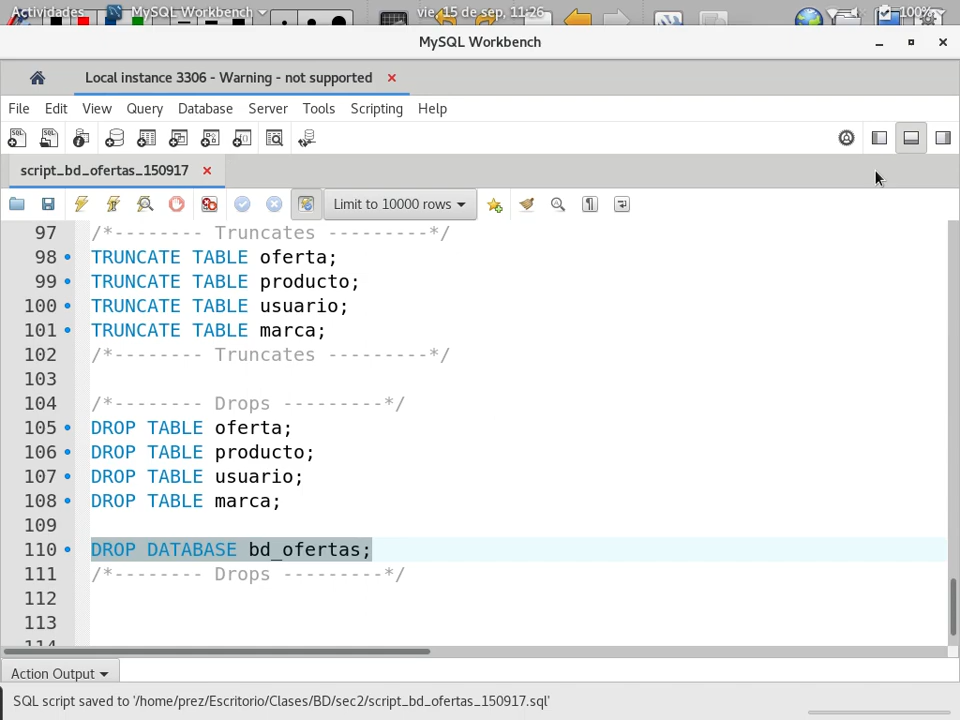 Actividades MySQL Workbench vie, 15 de sep, 11:26 100%
MySQL Workbench
Local instance 3306 - Warning - not supported
File Edit View Query Database Server Tools Scripting Help
script_bd_ofertas_150917
Limit to 10000 rows
97 /*-------- Truncates ---------*/
98 TRUNCATE TABLE oferta;
99 TRUNCATE TABLE producto;
100 TRUNCATE TABLE usuario;
101 TRUNCATE TABLE marca;
102 /*-------- Truncates ---------*/
103
104 /*-------- Drops ---------*/
105 DROP TABLE oferta;
106 DROP TABLE producto;
107 DROP TABLE usuario;
108 DROP TABLE marca;
109
110 DROP DATABASE bd_ofertas;
111 /*-------- Drops ---------*/
112
113
114
Action Output
SQL script saved to '/home/prez/Escritorio/Clases/BD/sec2/script_bd_ofertas_150917.sql'